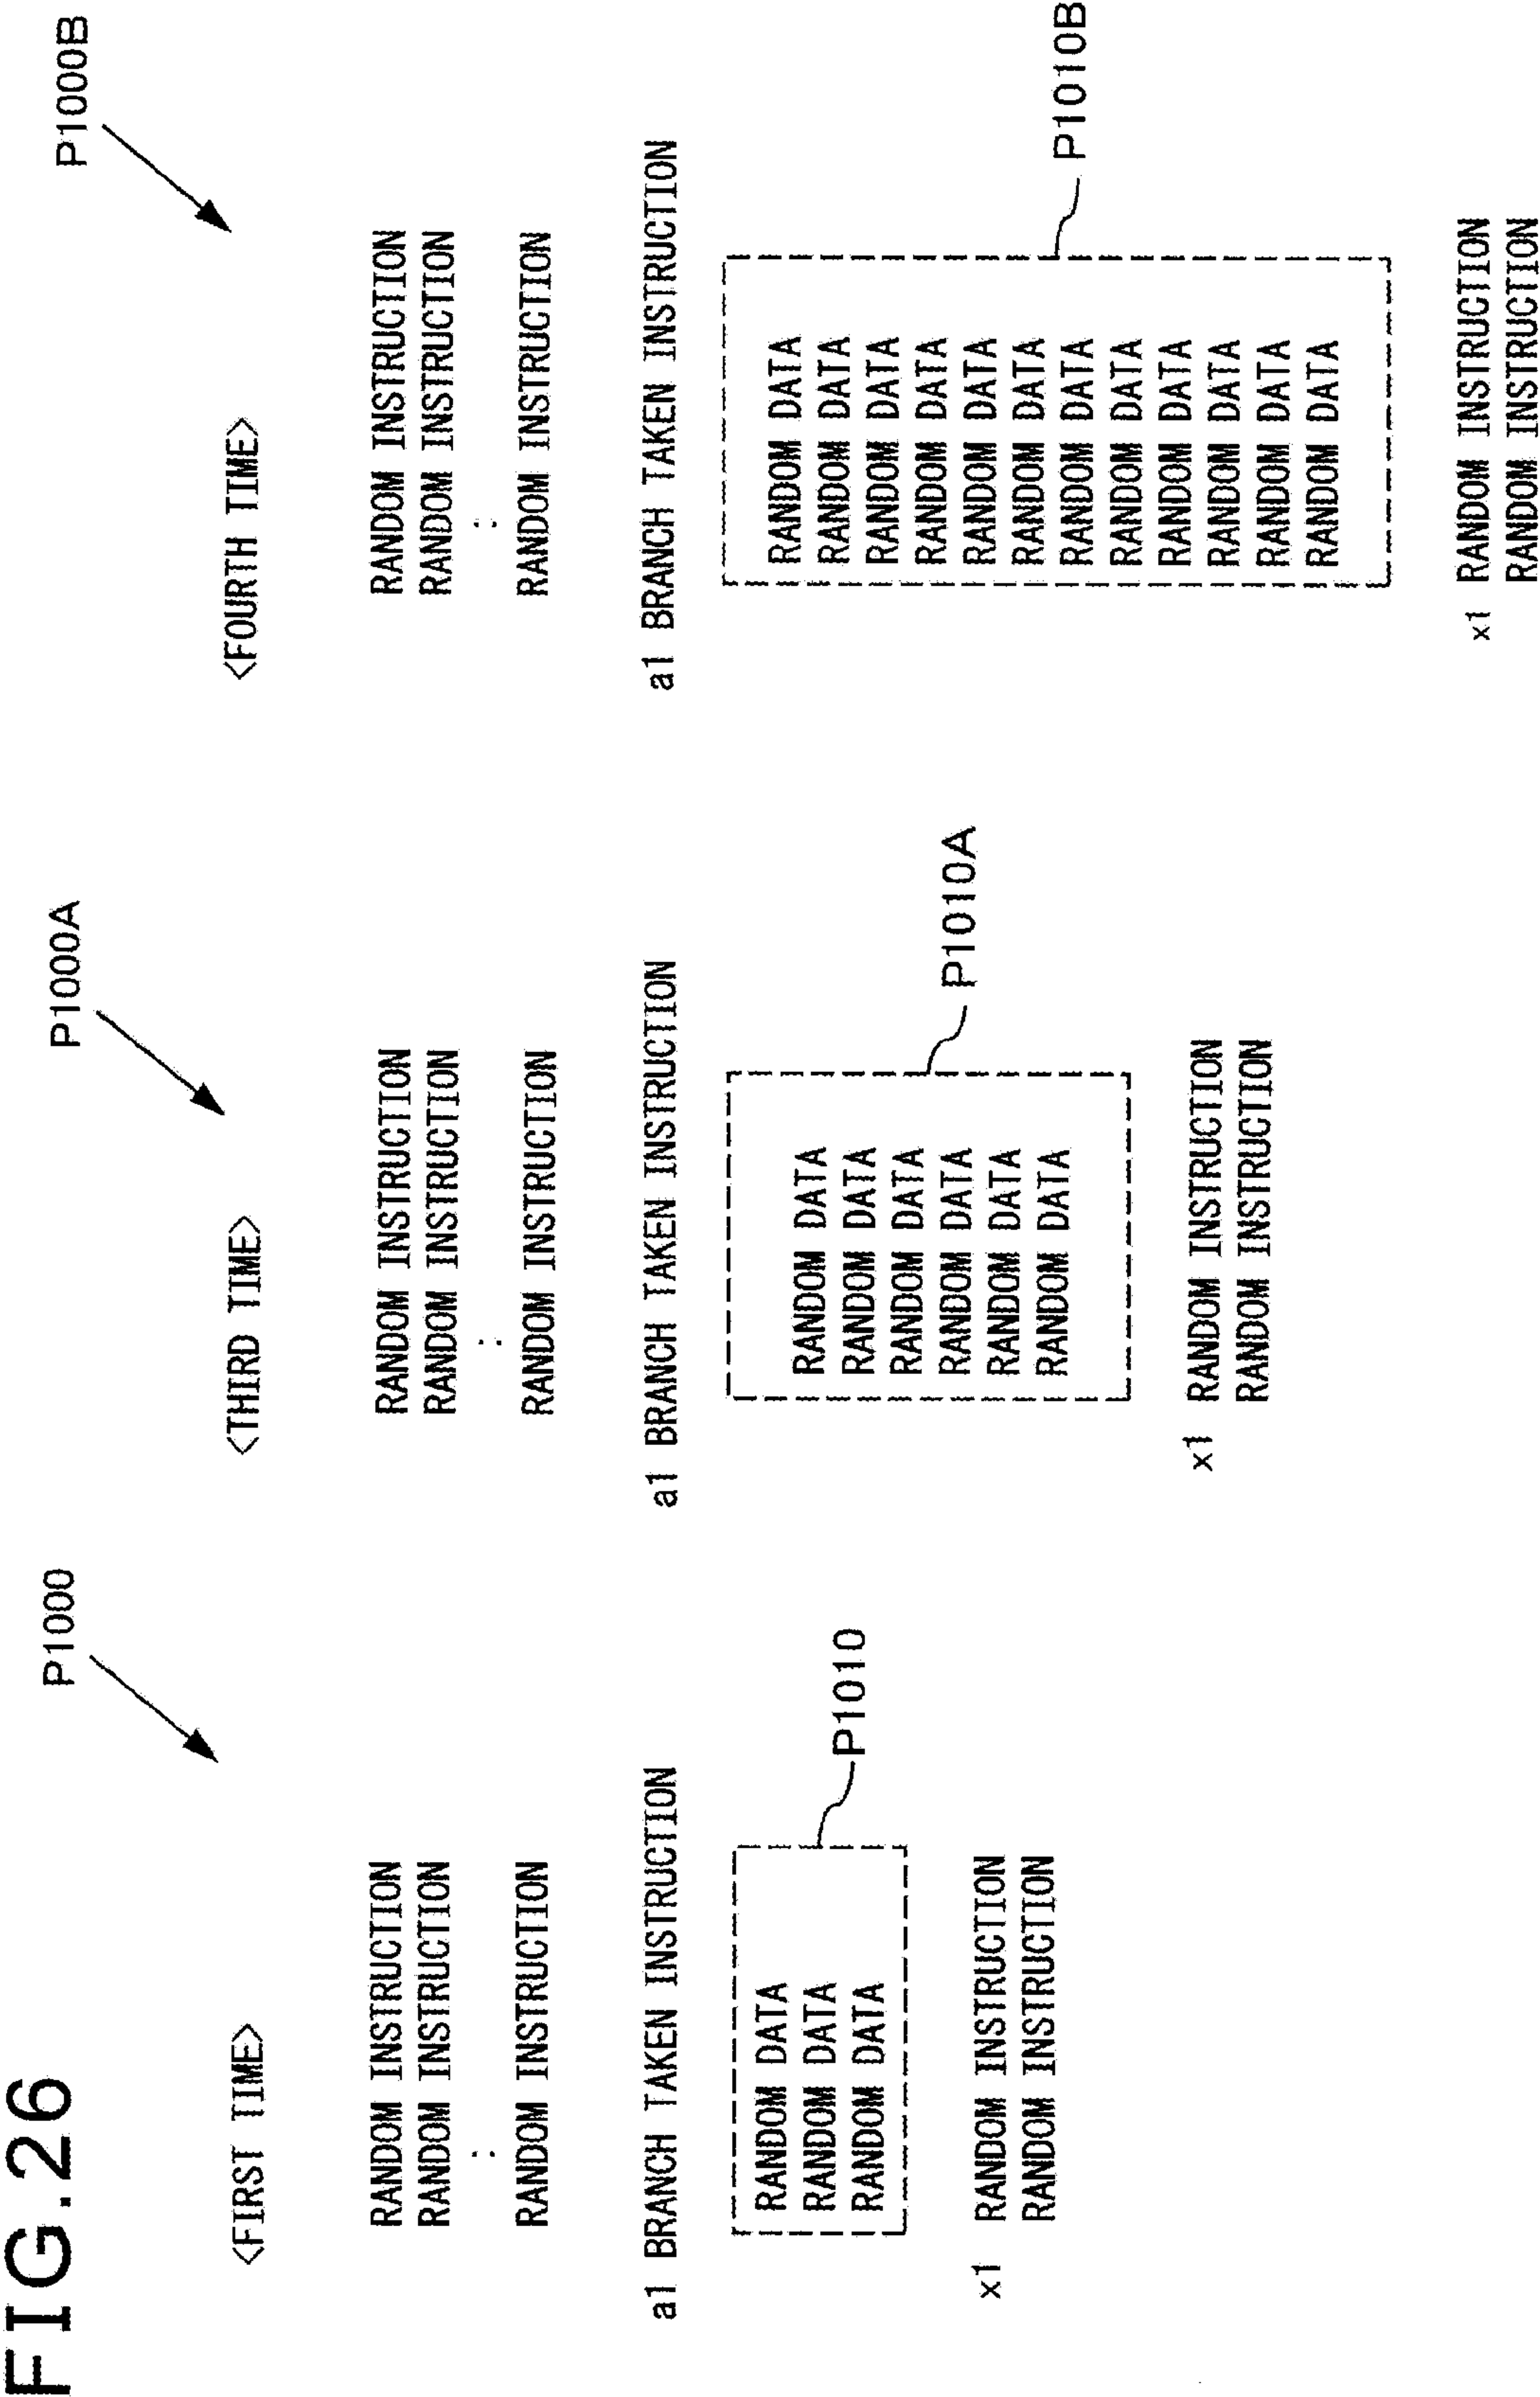 FIG.26
P1000
<FIRST TIME>
RANDOM INSTRUCTION
RANDOM INSTRUCTION
:
RANDOM INSTRUCTION
a1 BRANCH TAKEN INSTRUCTION
RANDOM DATA
RANDOM DATA
RANDOM DATA
P1010
x1 RANDOM INSTRUCTION
RANDOM INSTRUCTION
P1000A
<THIRD TIME>
RANDOM INSTRUCTION
RANDOM INSTRUCTION
:
RANDOM INSTRUCTION
a1 BRANCH TAKEN INSTRUCTION
RANDOM DATA
RANDOM DATA
RANDOM DATA
RANDOM DATA
RANDOM DATA
RANDOM DATA
P1010A
x1 RANDOM INSTRUCTION
RANDOM INSTRUCTION
P1000B
<FOURTH TIME>
RANDOM INSTRUCTION
RANDOM INSTRUCTION
:
RANDOM INSTRUCTION
a1 BRANCH TAKEN INSTRUCTION
RANDOM DATA
RANDOM DATA
RANDOM DATA
RANDOM DATA
RANDOM DATA
RANDOM DATA
RANDOM DATA
RANDOM DATA
RANDOM DATA
RANDOM DATA
RANDOM DATA
RANDOM DATA
P1010B
x1 RANDOM INSTRUCTION
RANDOM INSTRUCTION